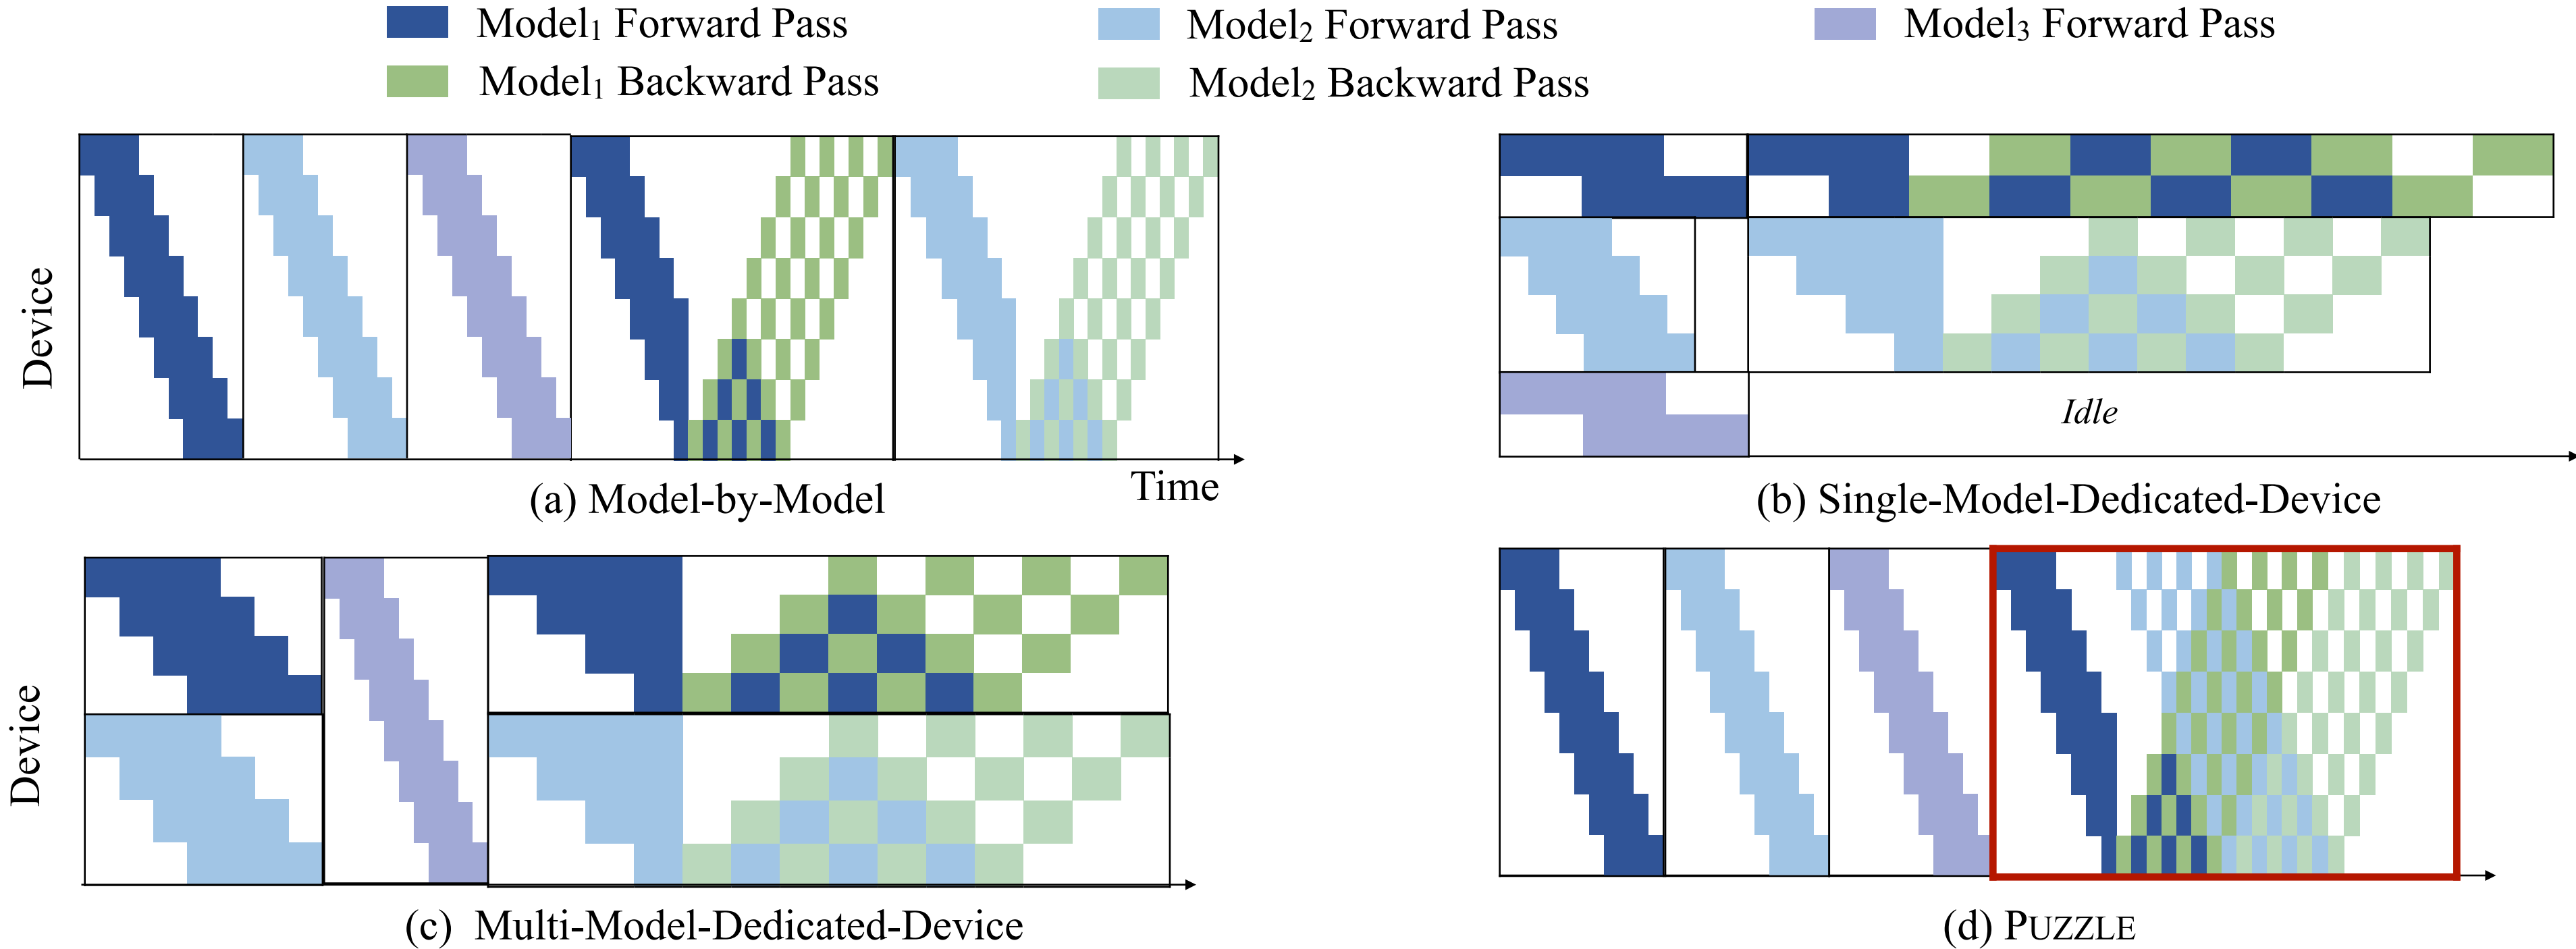 Model₁ Forward Pass
Model₂ Forward Pass
Model₃ Forward Pass
Model₁ Backward Pass
Model₂ Backward Pass
Device
Time
(a) Model-by-Model
Idle
(b) Single-Model-Dedicated-Device
Device
(c) Multi-Model-Dedicated-Device
(d) PUZZLE